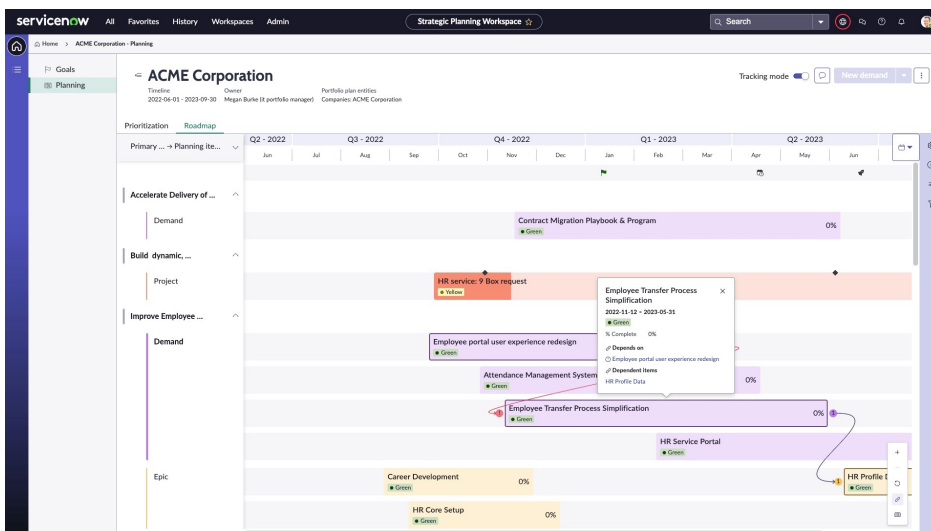 servicenow
All Favorites History Workspaces Admin
Strategic Planning Workspace
Search
Home > ACME Corporation - Planning
Goals
Planning
ACME Corporation
Timeline Owner Portfolio plan entities
2022-06-01 - 2023-09-30 Megan Burke (it portfolio manager) Companies: ACME Corporation
Tracking mode
New demand
Prioritization Roadmap
Primary ... → Planning ite...
Q2 - 2022 Q3 - 2022 Q4 - 2022 Q1 - 2023 Q2 - 2023
Jun Jul Aug Sep Oct Nov Dec Jan Feb Mar Apr May Jun
Accelerate Delivery of ...
Demand
Contract Migration Playbook & Program
Green
0%
Build dynamic, ...
Project
HR service: 9 Box request
Yellow
Employee Transfer Process
Simplification
2022-11-12 – 2023-05-31
Green
% Complete 0%
Depends on
Employee portal user experience redesign
Dependent items
HR Profile Data
Improve Employee ...
Demand
Employee portal user experience redesign
Green
Attendance Management System
Green
0%
1
Employee Transfer Process Simplification
Green
0%
1
HR Service Portal
Green
Epic
Career Development
Green
0%
1
HR Profile
Green
HR Core Setup
Green
0%